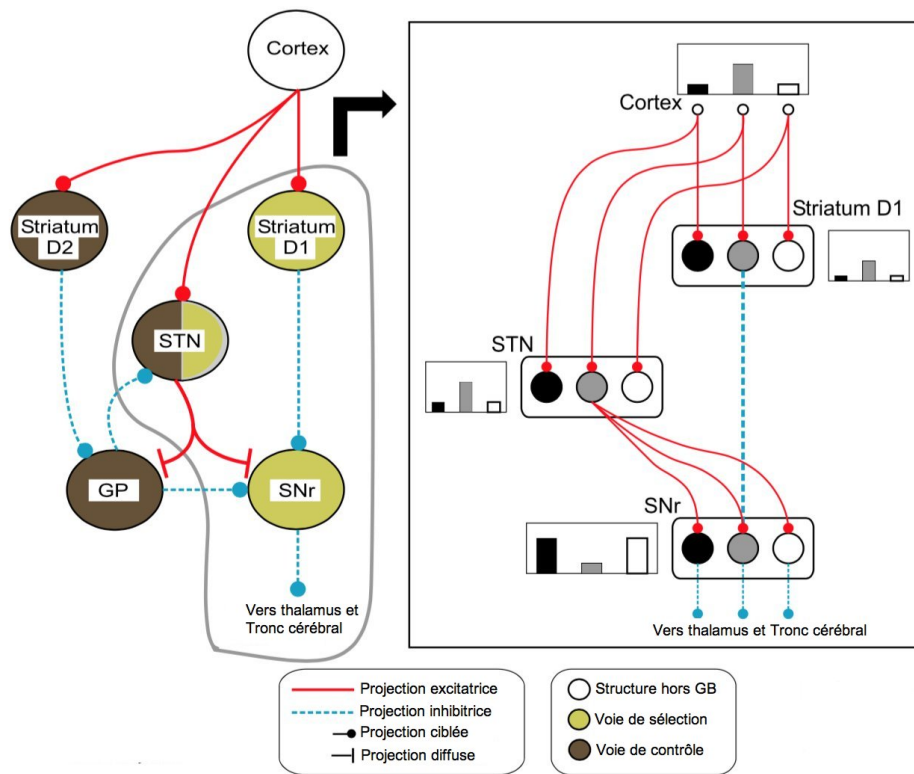 Cortex
Striatum
D2
Striatum
D1
STN
GP
SNr
Vers thalamus et
Tronc cérébral
Cortex
Striatum D1
STN
SNr
Vers thalamus et Tronc cérébral
Projection excitatrice
Projection inhibitrice
Projection ciblée
Projection diffuse
Structure hors GB
Voie de sélection
Voie de contrôle